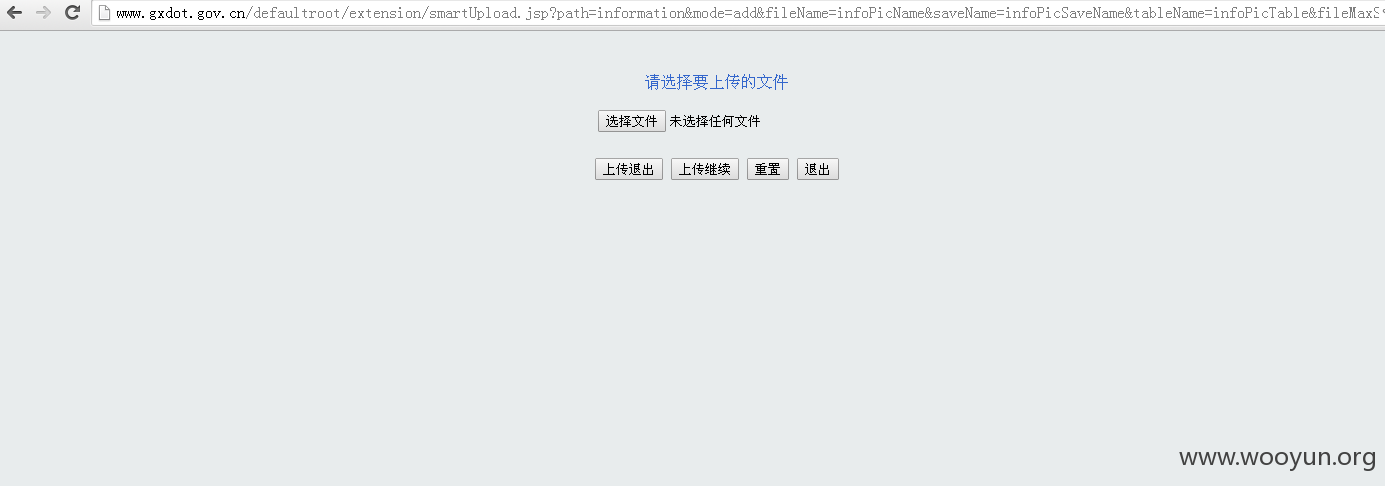 www.gxdot.gov.cn/defaultroot/extension/smartUpload.jsp?path=information&mode=add&fileName=infoPicName&saveName=infoPicSaveName&tableName=infoPicTable&fileMaxS
请选择要上传的文件
选择文件 未选择任何文件
上传退出 上传继续 重置 退出
www.wooyun.org